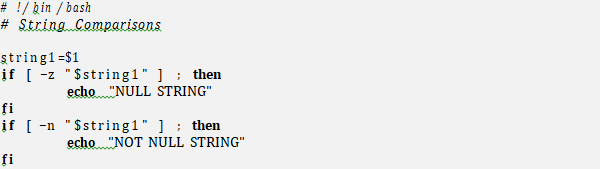 # !/ bin / bash
# String Comparisons
string1=$1
if [ -z "$string1" ] ; then
echo "NULL STRING"
fi
if [ -n "$string1" ] ; then
echo "NOT NULL STRING"
fi